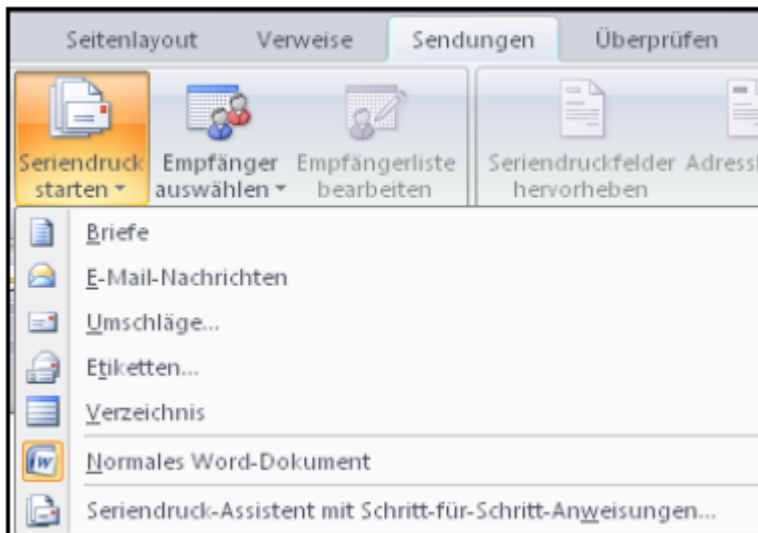 Seitenlayout Verweise Sendungen Überprüfen
Seriendruck starten
Empfänger auswählen
Empfängerliste bearbeiten
Seriendruckfelder hervorheben
Briefe
E-Mail-Nachrichten
Umschläge...
Etiketten...
Verzeichnis
Normales Word-Dokument
Seriendruck-Assistent mit Schritt-für-Schritt-Anweisungen...